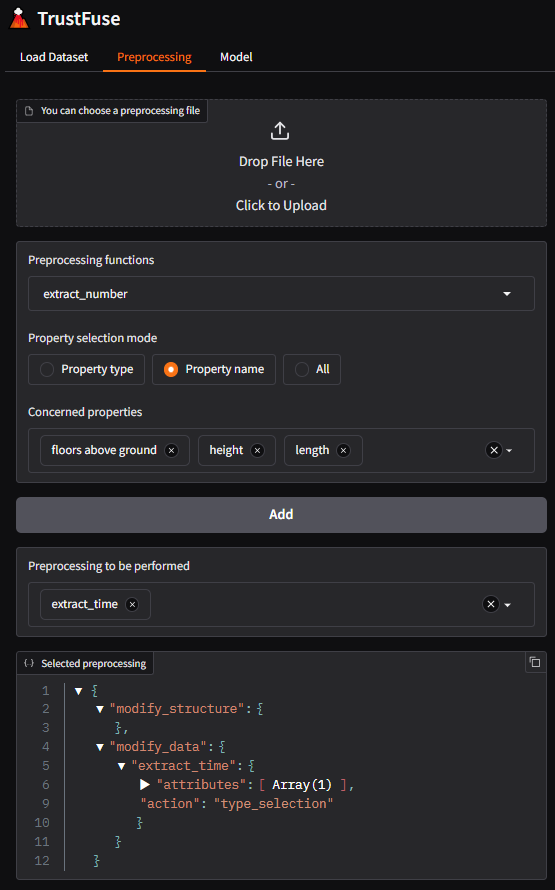 TrustFuse
Load Dataset Preprocessing Model
You can choose a preprocessing file
Drop File Here
- or -
Click to Upload
Preprocessing functions
extract_number
Property selection mode
Property type Property name All
Concerned properties
floors above ground height length
Add
Preprocessing to be performed
extract_time
Selected preprocessing
1 {
2 "modify_structure": {
3 },
4 "modify_data": {
5 "extract_time": {
6 "attributes": [ Array(1) ],
9 "action": "type_selection"
10 }
11 }
12 }